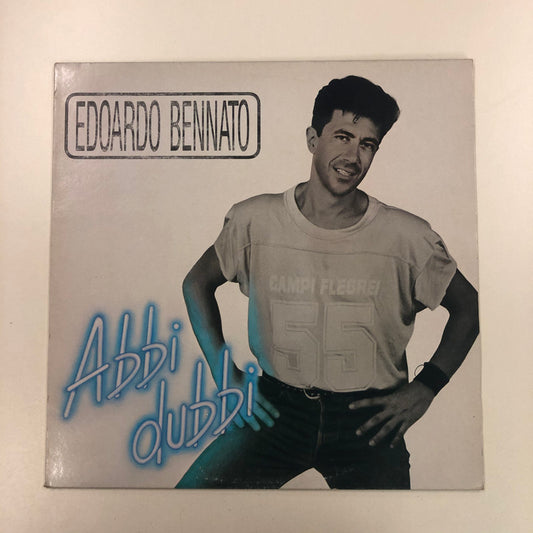 EDOARDO BENNATO
CAMPI FLEGREI
55
Abbi
dubbi